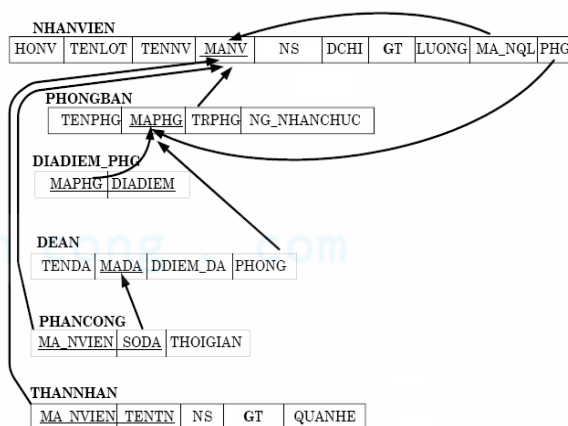 NHANVIEN
HONV TENLOT TENNV MANV NS DCHI GT LUONG MA_NQL PHG
PHONGBAN
TENPHG MAPHG TRPHG NG_NHANCHUC
DIADIEM_PHG
MAPHG DIADIEM
DEAN
TENDA MADA DDIEM_DA PHONG
PHANCONG
MA_NVIEN SODA THOIGIAN
THANNHAN
MA_NVIEN TENTN NS GT QUANHE